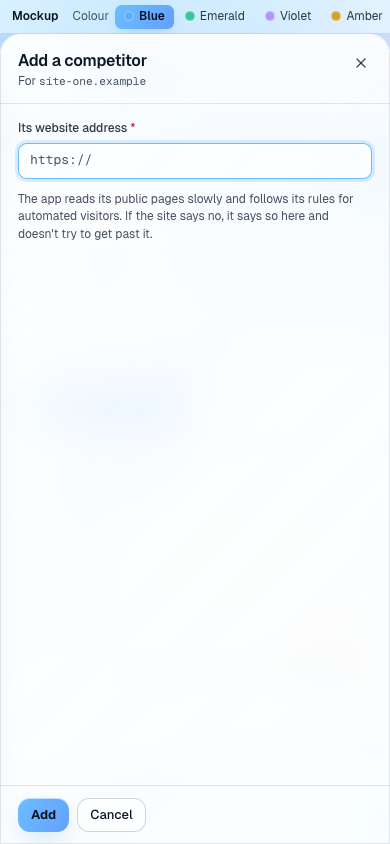 Mockup Colour Blue Emerald Violet Amber
Add a competitor
For site-one.example
Its website address *
https://
The app reads its public pages slowly and follows its rules for
automated visitors. If the site says no, it says so here and
doesn't try to get past it.
Add Cancel